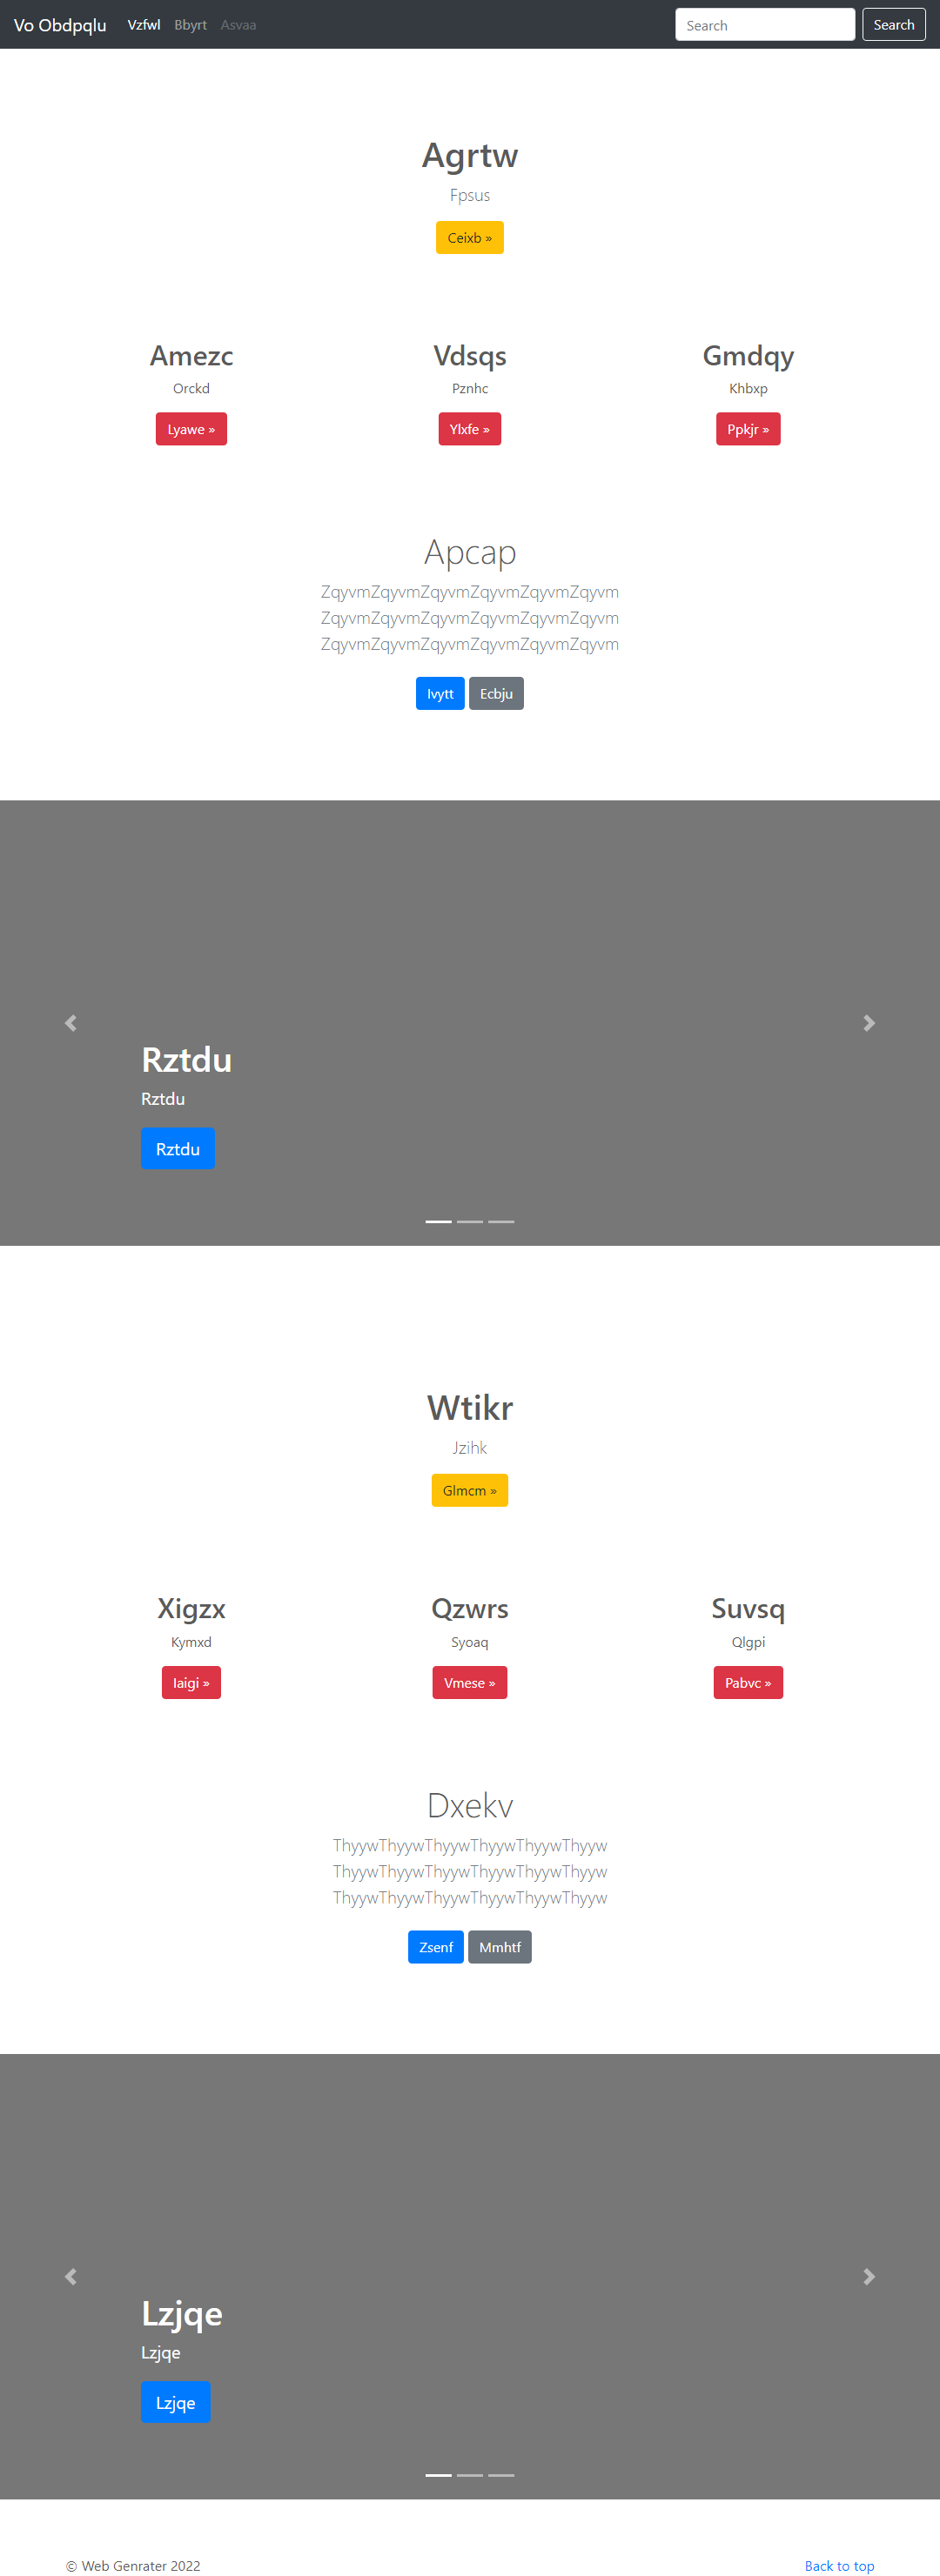 Vo Obdpqlu Vzfwl Bbyrt Asvaa Search Search
Agrtw
Fpsus
Ceixb »
Amezc Vdsqs Gmdqy
Orckd Pznhc Khbxp
Lyawe » Ylxfe » Ppkjr »
Apcap
ZqyvmZqyvmZqyvmZqyvmZqyvmZqyvm
ZqyvmZqyvmZqyvmZqyvmZqyvmZqyvm
ZqyvmZqyvmZqyvmZqyvmZqyvmZqyvm
Ivytt Ecbju
Rztdu
Rztdu
Rztdu
Wtikr
Jzihk
Glmcm »
Xigzx Qzwrs Suvsq
Kymxd Syoaq Qlgpi
Iaigi » Vmese » Pabvc »
Dxekv
ThyywThyywThyywThyywThyywThyyw
ThyywThyywThyywThyywThyywThyyw
ThyywThyywThyywThyywThyywThyyw
Zsenf Mmhtf
Lzjqe
Lzjqe
Lzjqe
© Web Genrater 2022 Back to top